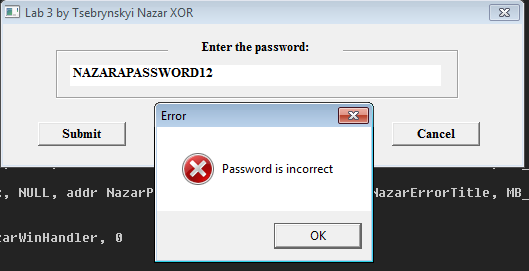 Lab 3 by Tsebrynskyi Nazar XOR
Enter the password:
NAZARAPASSWORD12
Submit
Cancel
Error
Password is incorrect
OK
, NULL, addr NazarP
NazarErrorTitle, MB_
zarWinHandler, 0